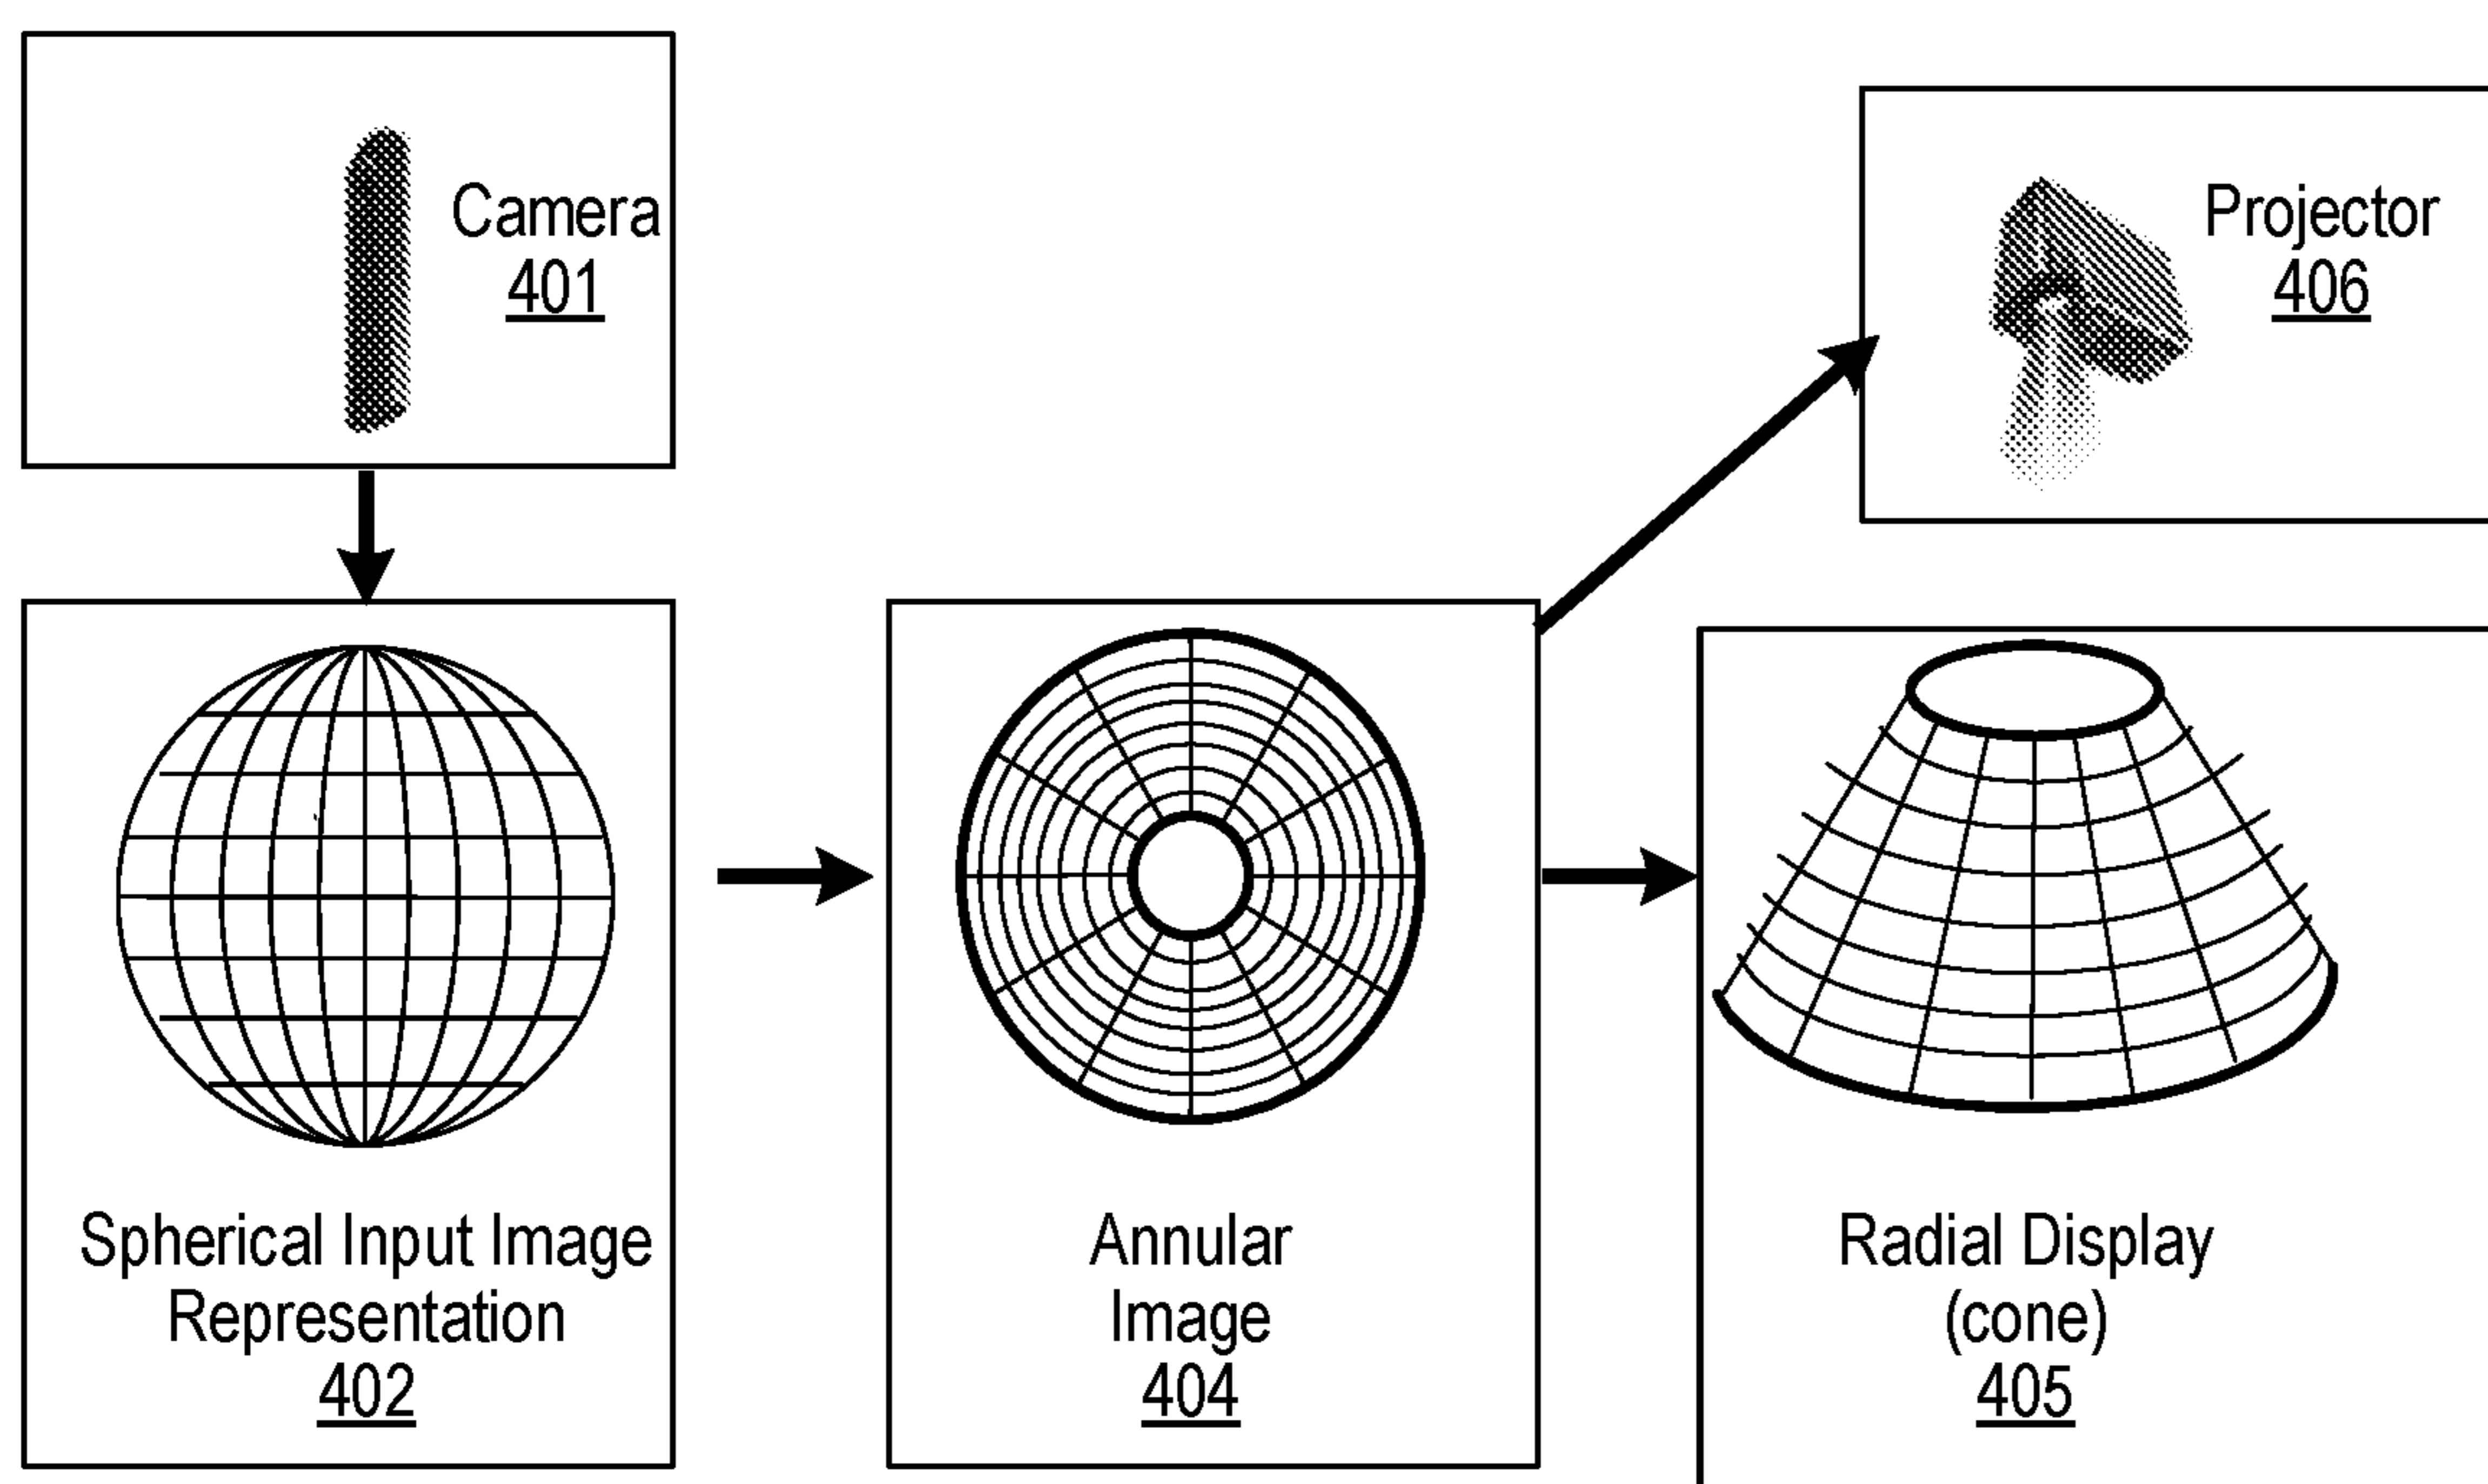 Camera
401
Projector
406
Spherical Input Image
Representation
402
Annular
Image
404
Radial Display
(cone)
405